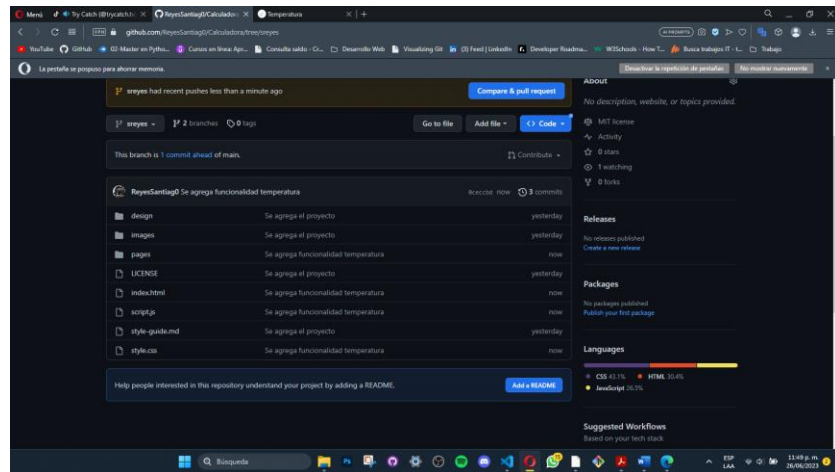 Menú
Try Catch (@trycatch.tv
ReyesSantiag0/Calculadora
Temperatura
github.com/ReyesSantiag0/Calculadora/tree/sreyes
YouTube
GitHub
02-Master en Pytho...
Cursos en línea Apr...
Consulta saldo - Ci...
Desarrollo Web
Visualizing Git
(3) Feed | LinkedIn
Developer Roadma...
W3Schools - How T...
Busca trabajos IT - L...
Trabajo
La pestaña se pospuso para ahorrar memoria.
Desactivar la repetición de pestañas
No mostrar nuevamente
sreyes had recent pushes less than a minute ago
Compare & pull request
sreyes
2 branches
0 tags
Go to file
Add file
Code
This branch is 1 commit ahead of main.
Contribute
ReyesSantiag0 Se agrega funcionalidad temperatura
now
3 commits
design
Se agrega el proyecto
yesterday
images
Se agrega el proyecto
yesterday
pages
Se agrega funcionalidad temperatura
now
LICENSE
Se agrega el proyecto
yesterday
index.html
Se agrega funcionalidad temperatura
now
script.js
Se agrega funcionalidad temperatura
now
style-guide.md
Se agrega el proyecto
yesterday
style.css
Se agrega funcionalidad temperatura
now
Help people interested in this repository understand your project by adding a README.
Add a README
About
No description, website, or topics provided.
MIT license
Activity
0 stars
1 watching
0 forks
Releases
No releases published
Create a new release
Packages
No packages published
Publish your first package
Languages
CSS 43.1%
HTML 30.4%
JavaScript 26.5%
Suggested Workflows
Based on your tech stack
Búsqueda
ESP
LAA
11:49 p. m.
26/06/2023